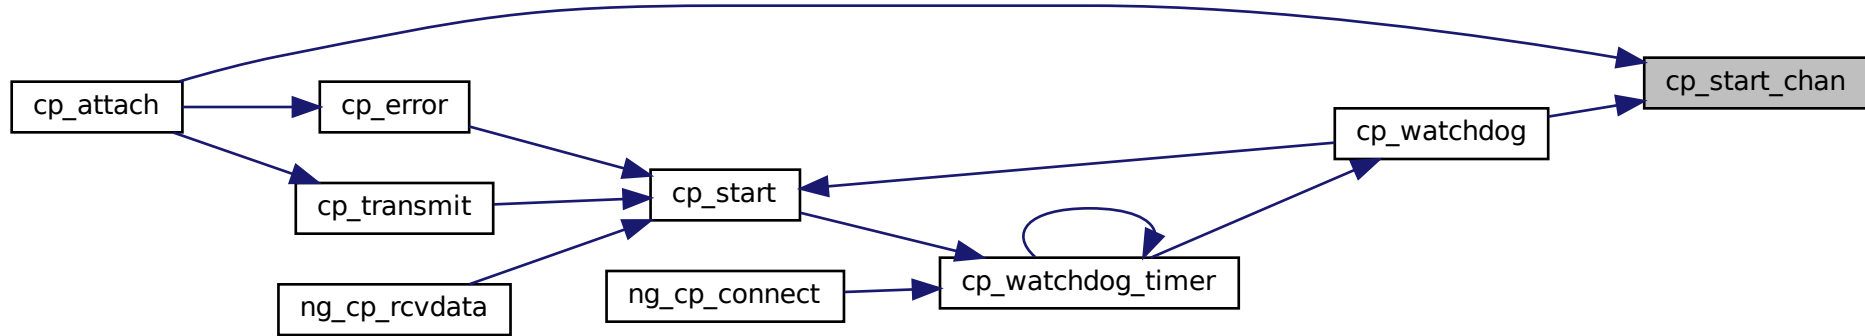 cp_start_chan
cp_attach
cp_error
cp_watchdog
cp_start
cp_transmit
cp_watchdog_timer
ng_cp_connect
ng_cp_rcvdata